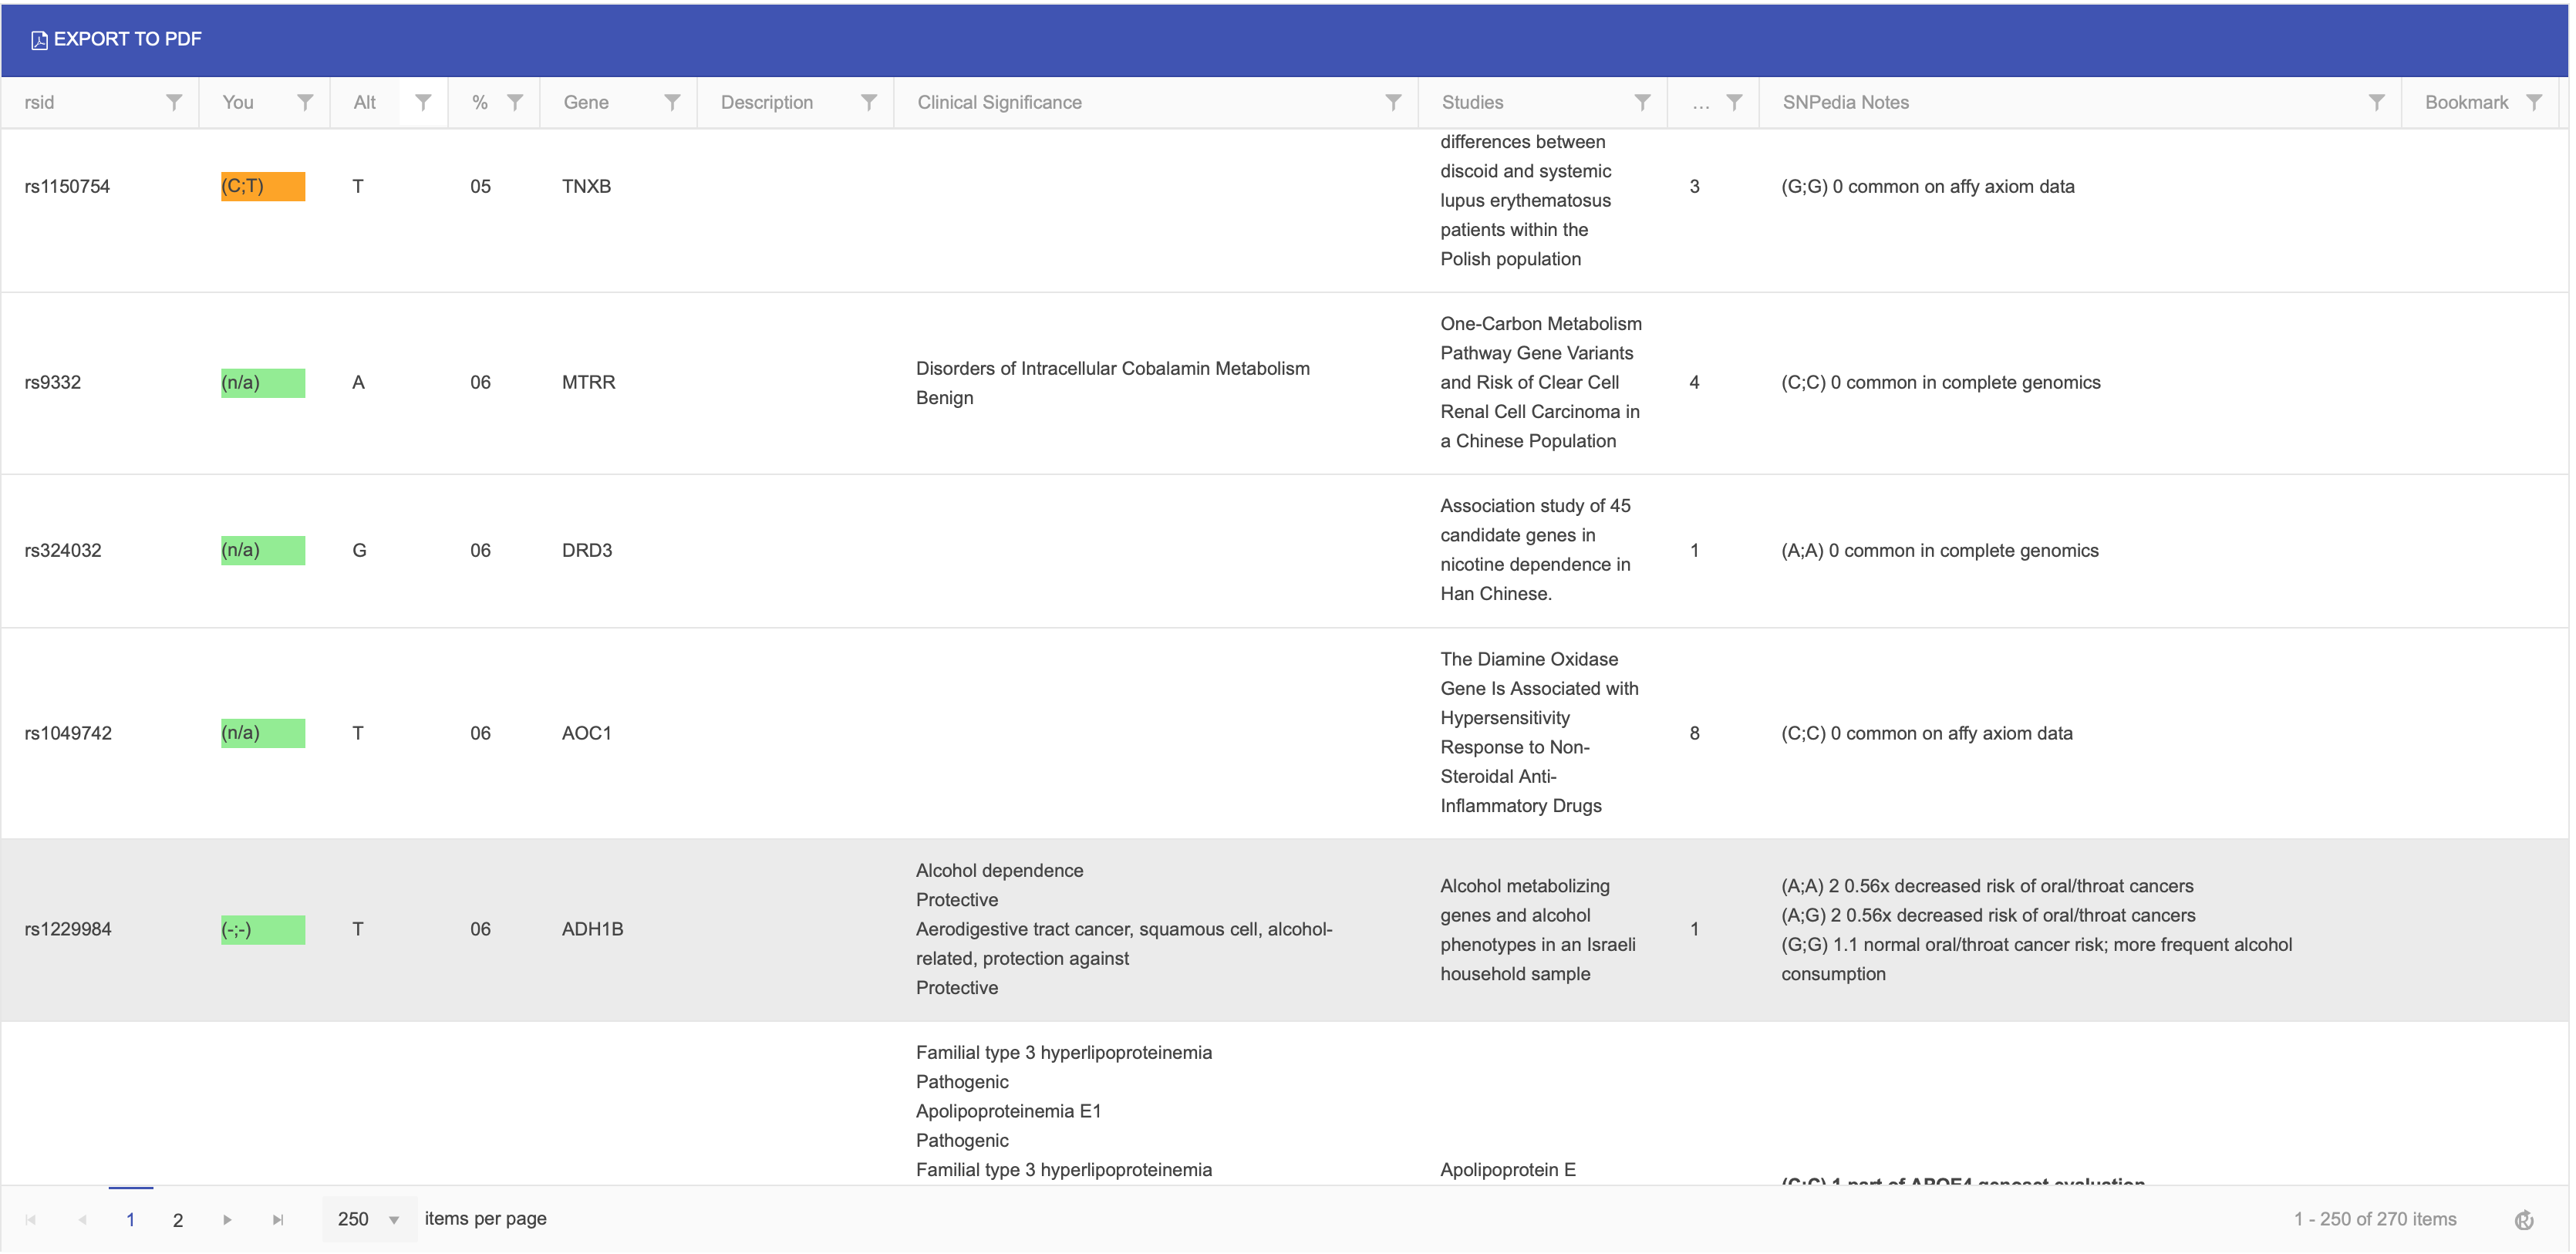 EXPORT TO PDF
rsid You Alt % Gene Description Clinical Significance Studies ... SNPedia Notes Bookmark
differences between
discoid and systemic
rs1150754 (C;T) T 05 TNXB 3 (G;G) 0 common on affy axiom data
lupus erythematosus
patients within the
Polish population
One-Carbon Metabolism
Pathway Gene Variants
Disorders of Intracellular Cobalamin Metabolism
rs9332 (n/a) A 06 MTRR and Risk of Clear Cell 4 (C;C) 0 common in complete genomics
Benign
Renal Cell Carcinoma in
a Chinese Population
Association study of 45
candidate genes in
rs324032 (n/a) G 06 DRD3 1 (A;A) 0 common in complete genomics
nicotine dependence in
Han Chinese.
The Diamine Oxidase
Gene Is Associated with
Hypersensitivity
rs1049742 (n/a) T 06 AOC1 8 (C;C) 0 common on affy axiom data
Response to Non-
Steroidal Anti-
Inflammatory Drugs
Alcohol dependence
Protective
Aerodigestive tract cancer, squamous cell, alcohol-
related, protection against
Protective
rs1229984 (-;-) T 06 ADH1B 1
Alcohol metabolizing
genes and alcohol
phenotypes in an Israeli
household sample
(A;A) 2 0.56x decreased risk of oral/throat cancers
(A;G) 2 0.56x decreased risk of oral/throat cancers
(G;G) 1.1 normal oral/throat cancer risk; more frequent alcohol
consumption
Familial type 3 hyperlipoproteinemia
Pathogenic
Apolipoproteinemia E1
Pathogenic
Familial type 3 hyperlipoproteinemia Apolipoprotein E
(C;C) 1 part of APOE4 genoset evaluation
1 2 250 items per page 1 - 250 of 270 items